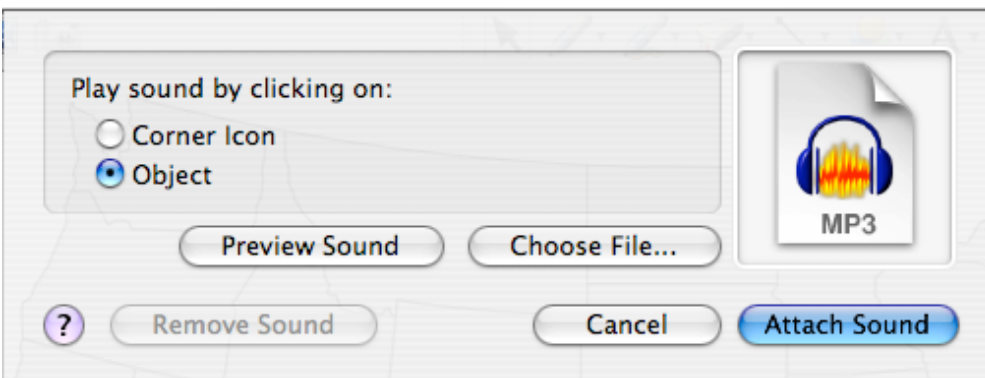 Play sound by clicking on:
Corner Icon
Object
MP3
Preview Sound
Choose File...
?
Remove Sound
Cancel
Attach Sound